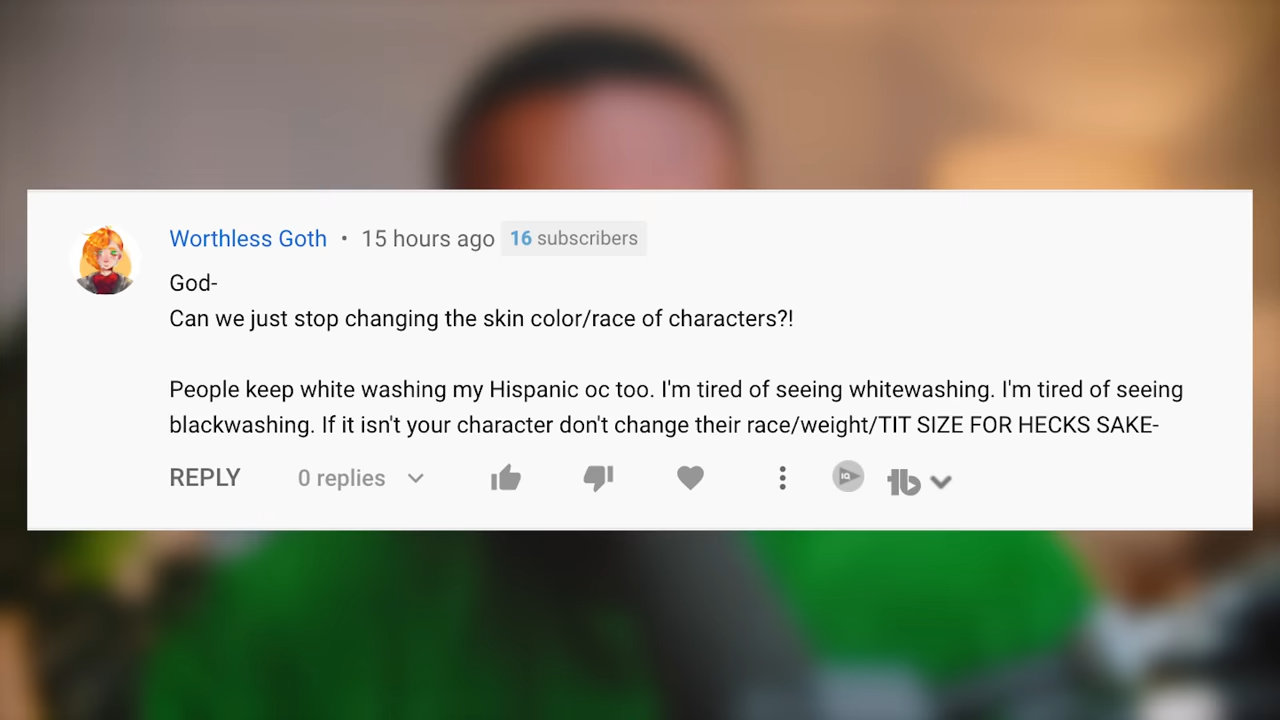 Worthless Goth • 15 hours ago 16 subscribers
God-
Can we just stop changing the skin color/race of characters?!
People keep white washing my Hispanic oc too. I'm tired of seeing whitewashing. I'm tired of seeing
blackwashing. If it isn't your character don't change their race/weight/TIT SIZE FOR HECKS SAKE-
REPLY 0 replies IQ tb